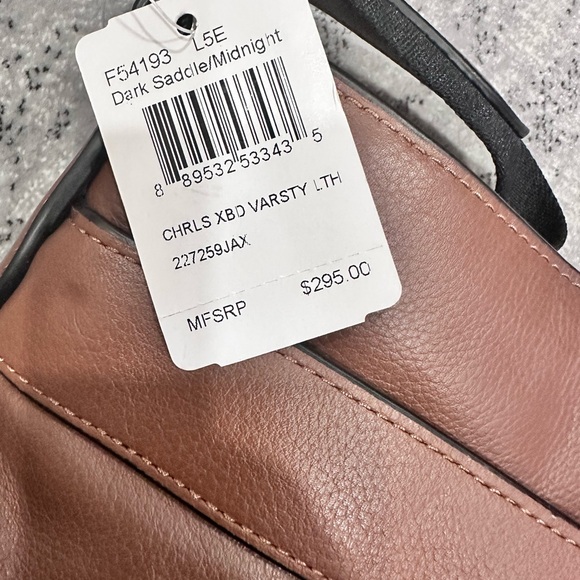 F54193 L5E
Dark Saddle/Midnight
8 89532 53343 5
CHRLS XBD VARSTY LTH
227259JAX
MFSRP $295.00